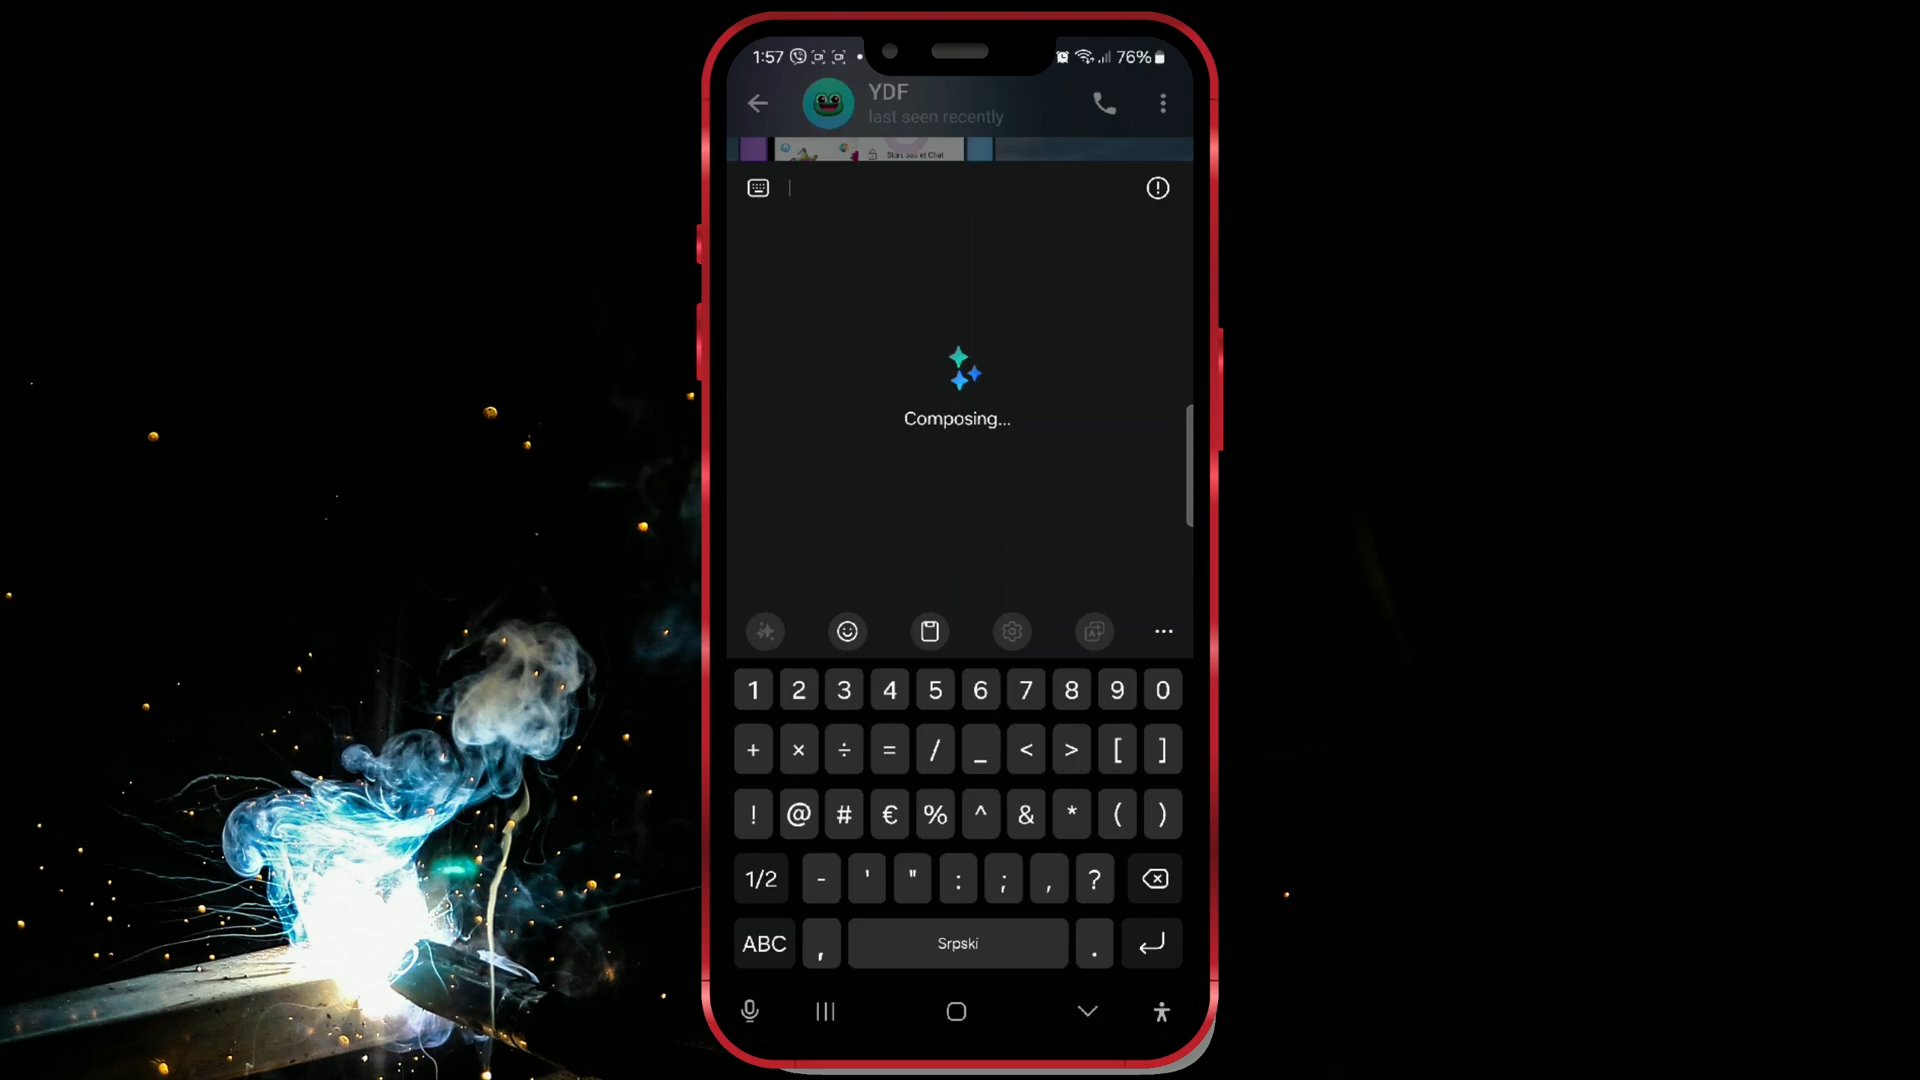 1:57 76%
YDF
last seen recently
Composing...
1 2 3 4 5 6 7 8 9 0
+ × ÷ = / _ < > [ ]
! @ # € % ^ & * ( )
1/2 - ' " : ; , ?
ABC , Srpski .